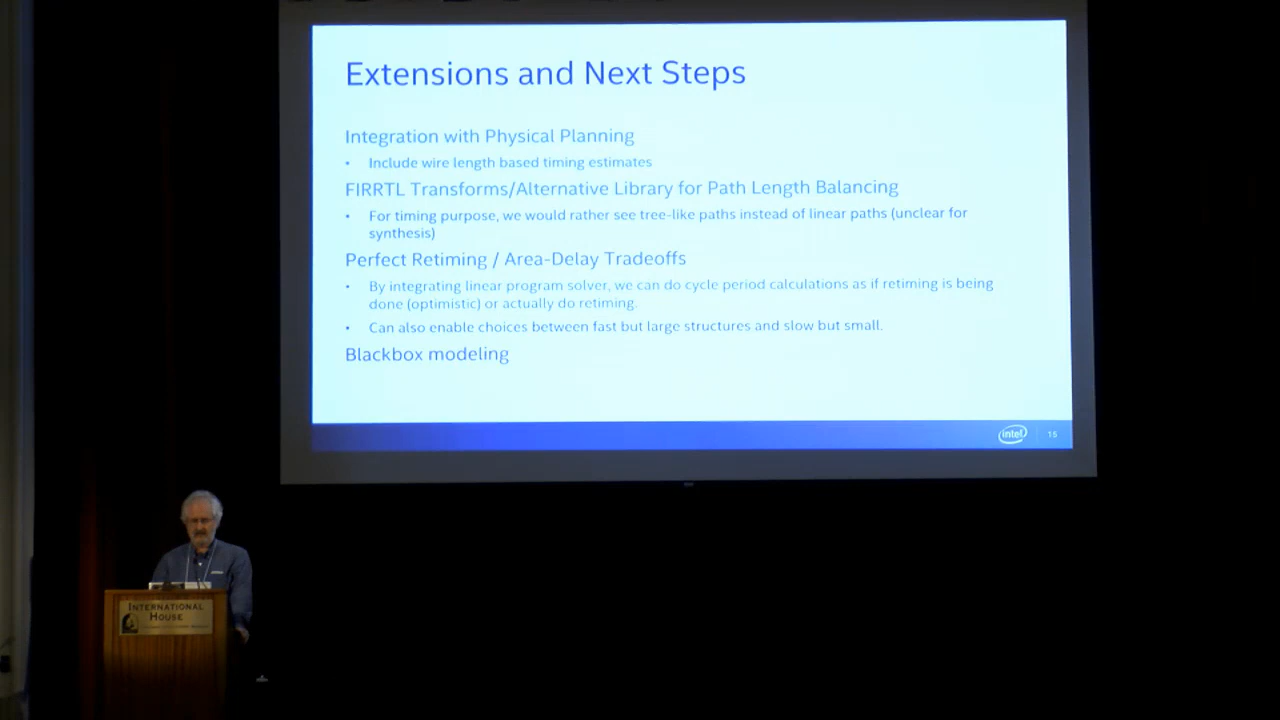 Extensions and Next Steps
Integration with Physical Planning
• Include wire length based timing estimates
FIRRTL Transforms/Alternative Library for Path Length Balancing
• For timing purpose, we would rather see tree-like paths instead of linear paths (unclear for
synthesis)
Perfect Retiming / Area-Delay Tradeoffs
• By integrating linear program solver, we can do cycle period calculations as if retiming is being
done (optimistic) or actually do retiming.
• Can also enable choices between fast but large structures and slow but small.
Blackbox modeling
intel
15
INTERNATIONAL
HOUSE